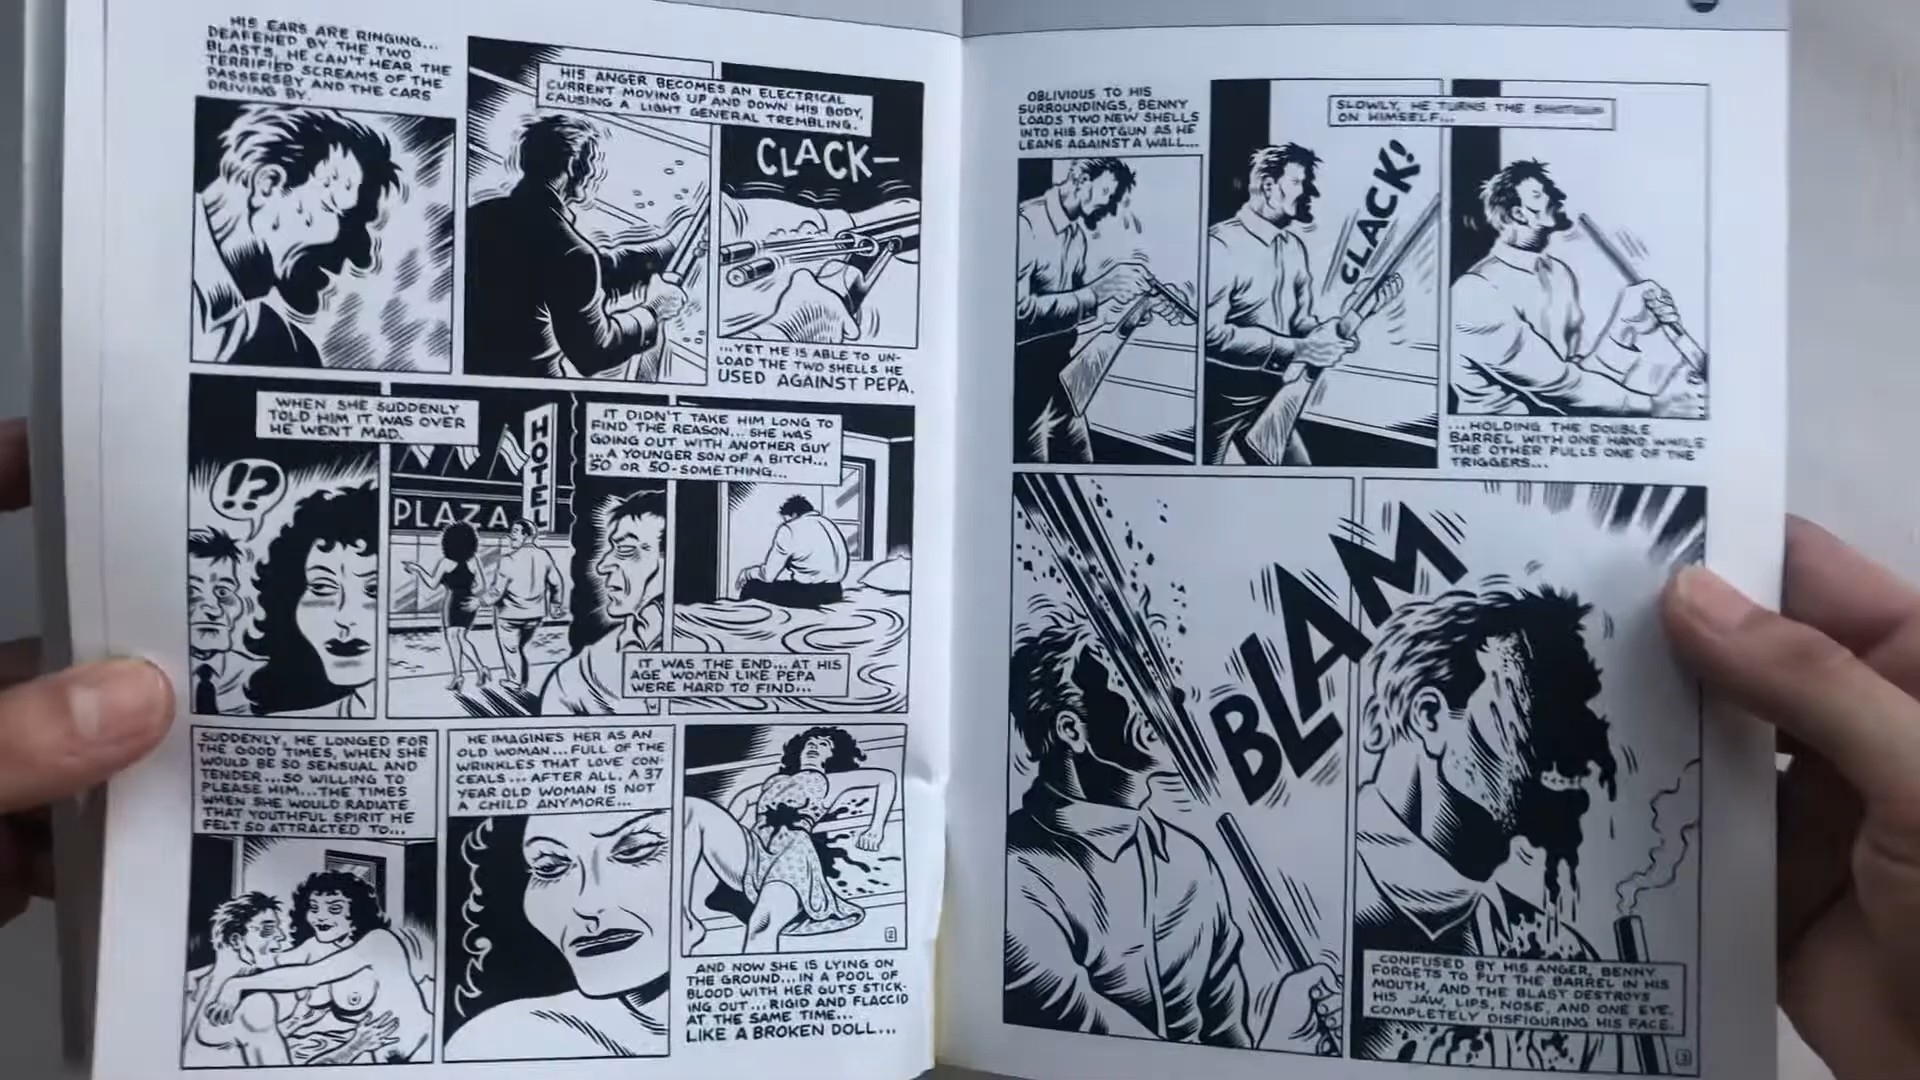 HIS EARS ARE RINGING...
DEAFENED BY THE TWO
BLASTS, HE CAN'T HEAR THE
TERRIFIED SCREAMS OF THE
PASSERSBY AND THE CARS
DRIVING BY.
HIS ANGER BECOMES AN ELECTRICAL
CURRENT MOVING UP AND DOWN HIS BODY,
CAUSING A LIGHT GENERAL TREMBLING.
CLACK—
...YET HE IS ABLE TO UN-
LOAD THE TWO SHELLS HE
USED AGAINST PEPA.
WHEN SHE SUDDENLY
TOLD HIM IT WAS OVER
HE WENT MAD.
!?
HOTEL
PLAZA
IT DIDN'T TAKE HIM LONG TO
FIND THE REASON... SHE WAS
GOING OUT WITH ANOTHER GUY
...A YOUNGER SON OF A BITCH...
50 OR 50-SOMETHING...
IT WAS THE END... AT HIS
AGE WOMEN LIKE PEPA
WERE HARD TO FIND...
SUDDENLY, HE LONGED FOR
THE GOOD TIMES, WHEN SHE
WOULD BE SO SENSUAL AND
TENDER...SO WILLING TO
PLEASE HIM...THE TIMES
WHEN SHE WOULD RADIATE
THAT YOUTHFUL SPIRIT HE
FELT SO ATTRACTED TO...
HE IMAGINES HER AS AN
OLD WOMAN...FULL OF THE
WRINKLES THAT LOVE CON-
CEALS...AFTER ALL, A 37
YEAR OLD WOMAN IS NOT
A CHILD ANYMORE...
2
AND NOW SHE IS LYING ON
THE GROUND...IN A POOL OF
BLOOD WITH HER GUTS STICK-
ING OUT...RIGID AND FLACCID
AT THE SAME TIME...
LIKE A BROKEN DOLL...
OBLIVIOUS TO HIS
SURROUNDINGS, BENNY
LOADS TWO NEW SHELLS
INTO HIS SHOTGUN AS HE
LEANS AGAINST A WALL...
CLACK!
SLOWLY, HE TURNS THE SHOTGUN
ON HIMSELF...
...HOLDING THE DOUBLE
BARREL WITH ONE HAND WHILE
THE OTHER PULLS ONE OF THE
TRIGGERS...
BLAM
CONFUSED BY HIS ANGER, BENNY
FORGETS TO PUT THE BARREL IN HIS
MOUTH, AND THE BLAST DESTROYS
HIS JAW, LIPS, NOSE, AND ONE EYE,
COMPLETELY DISFIGURING HIS FACE.
3